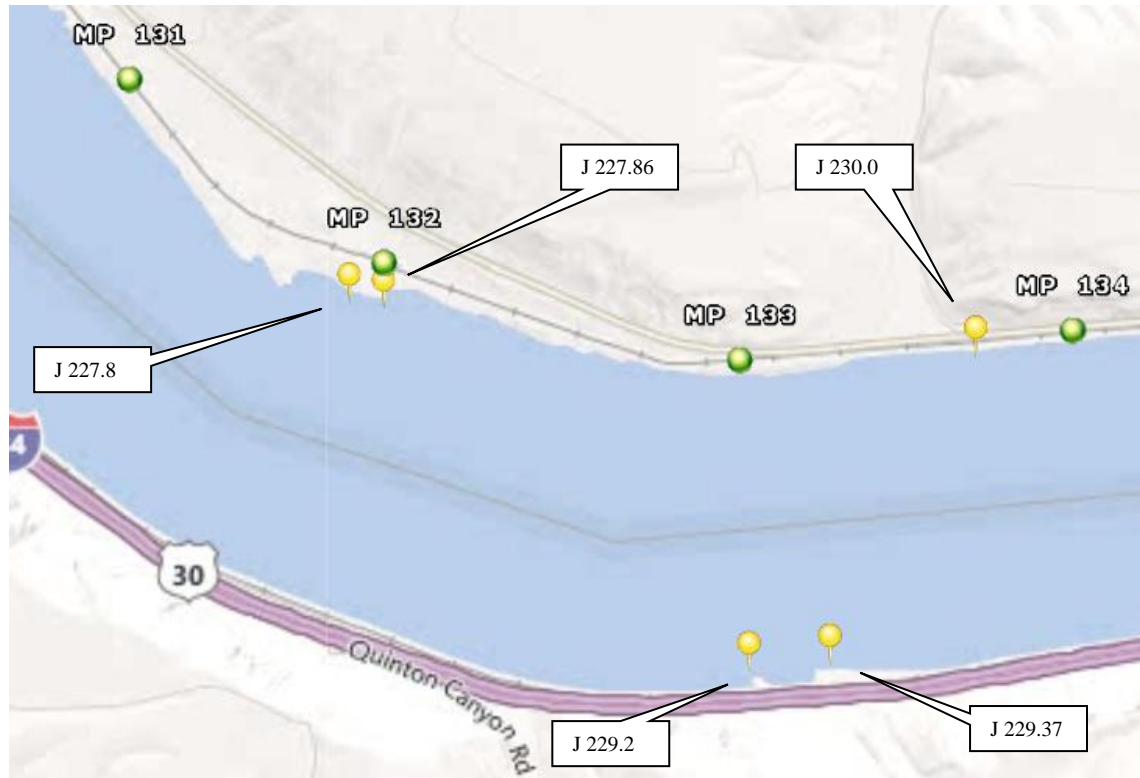 MP 131
J 227.86
J 230.0
MP 132
MP 134
MP 133
J 227.8
4
30
Quinton Canyon Rd
J 229.2
J 229.37